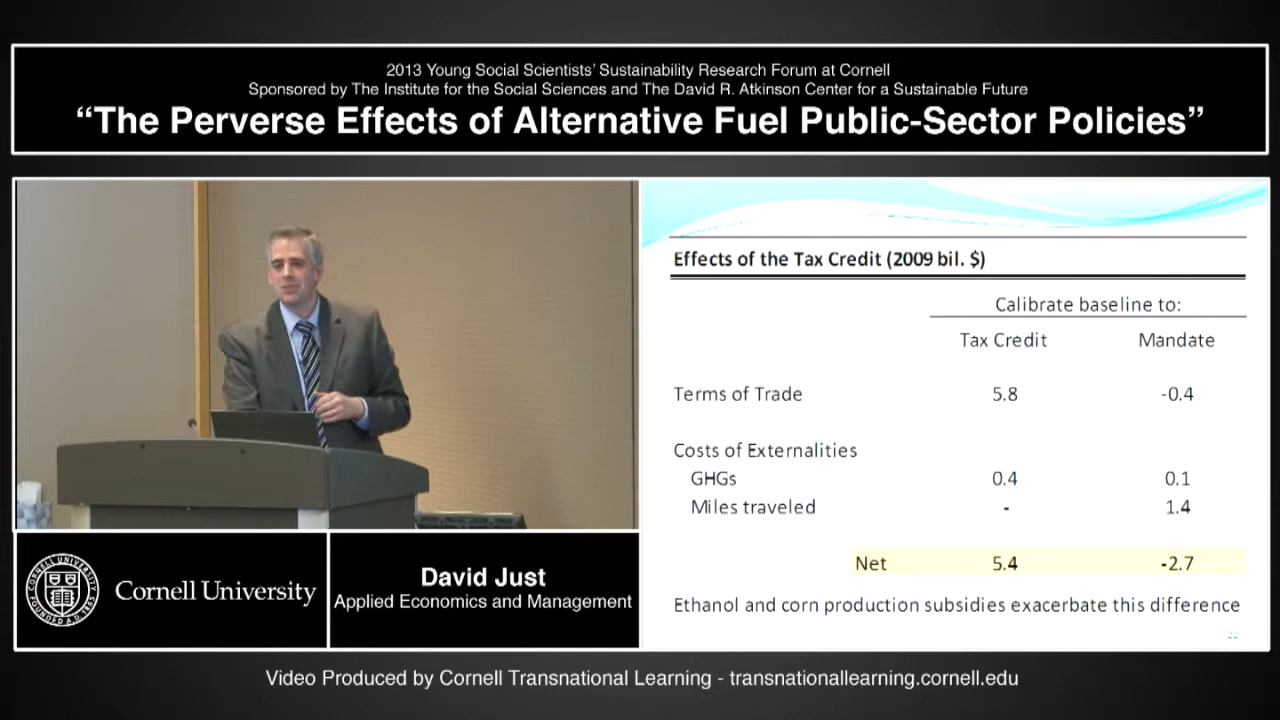 2013 Young Social Scientists’ Sustainability Research Forum at Cornell
Sponsored by The Institute for the Social Sciences and The David R. Atkinson Center for a Sustainable Future
“The Perverse Effects of Alternative Fuel Public-Sector Policies”
Effects of the Tax Credit (2009 bil. $)
Calibrate baseline to:
Tax Credit Mandate
Terms of Trade 5.8 -0.4
Costs of Externalities
GHGs 0.4 0.1
Miles traveled - 1.4
Net 5.4 -2.7
Ethanol and corn production subsidies exacerbate this difference
Cornell University
David Just
Applied Economics and Management
Video Produced by Cornell Transnational Learning - transnationallearning.cornell.edu